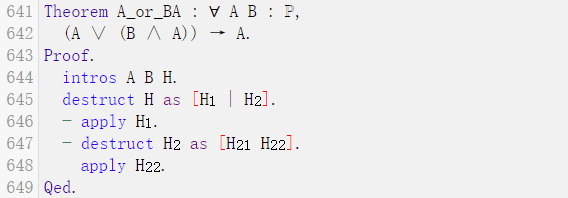 641 Theorem A_or_BA : ∀ A B : ℙ,
642   (A ∨ (B ∧ A)) → A.
643 Proof.
644   intros A B H.
645   destruct H as [H1 | H2].
646   - apply H1.
647   - destruct H2 as [H21 H22].
648     apply H22.
649 Qed.